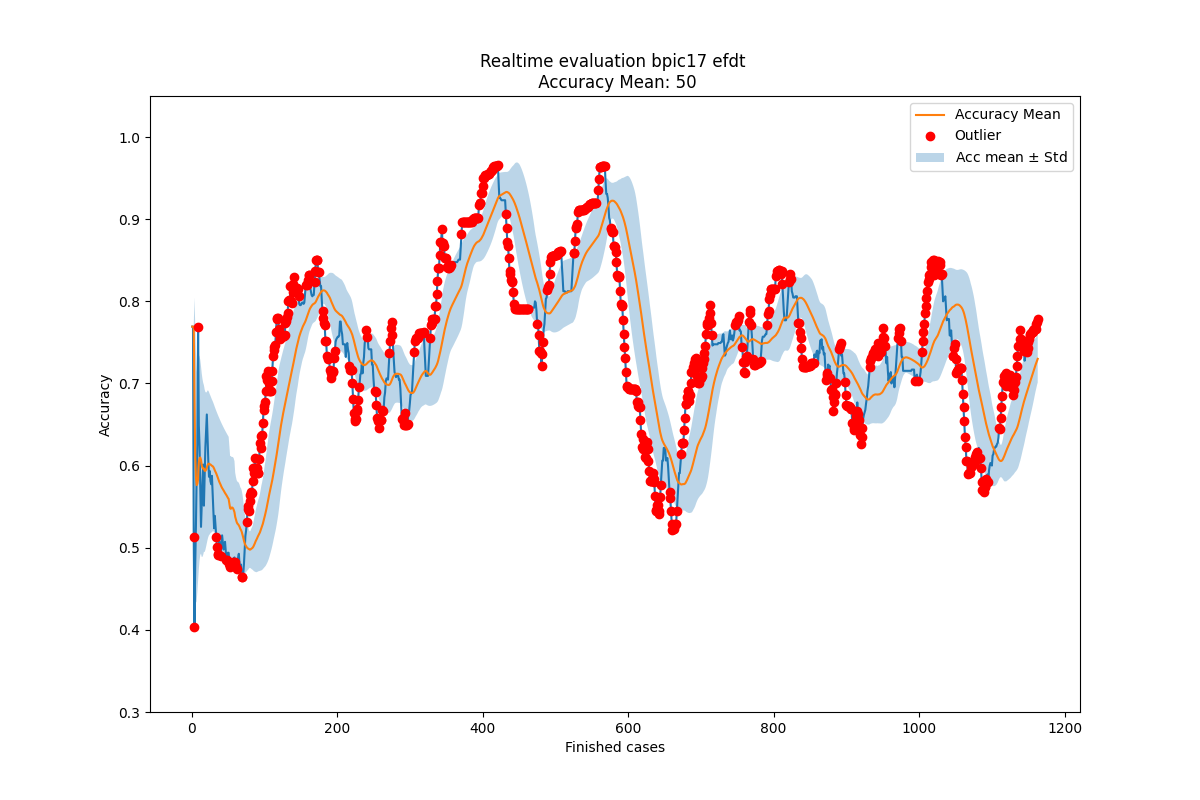 Realtime evaluation bpic17 efdt
Accuracy Mean: 50
Accuracy Mean
Outlier
Acc mean ± Std
1.0
0.9
0.8
0.7
0.6
0.5
0.4
0.3
Accuracy
0 200 400 600 800 1000 1200
Finished cases